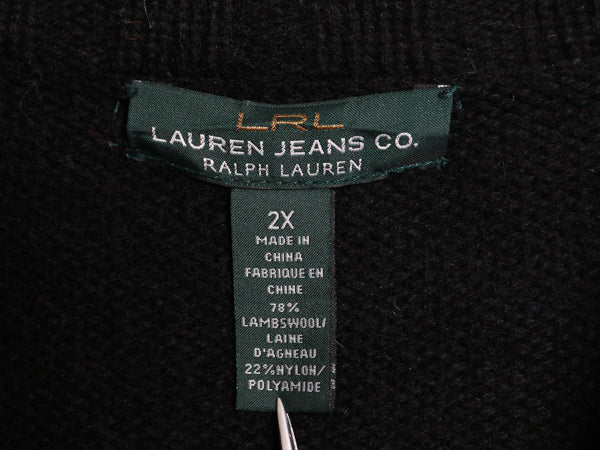 LRL
LAUREN JEANS CO.
RALPH LAUREN
2X
MADE IN
CHINA
FABRIQUE EN
CHINE
78%
LAMBSWOOL/
LAINE
D'AGNEAU
22%NYLON/
POLYAMIDE